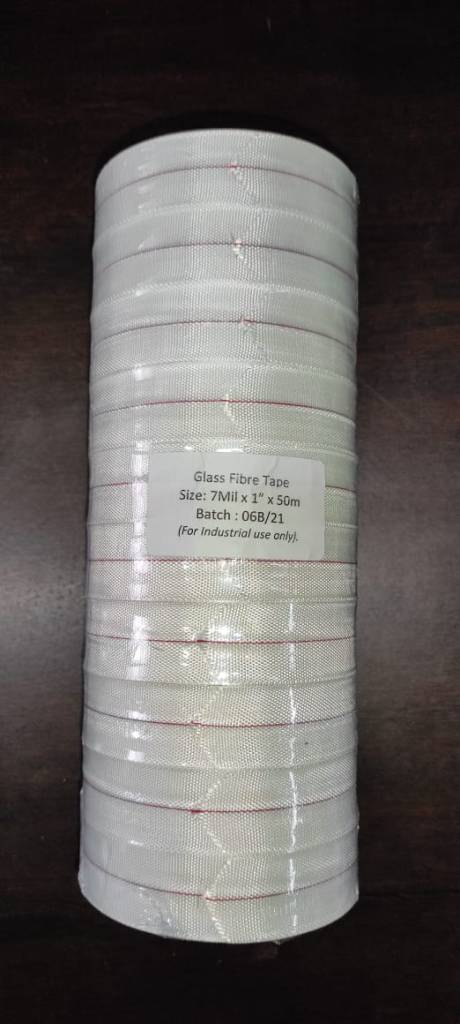 Glass Fibre Tape
Size: 7Mil x 1" x 50m
Batch : 06B/21
(For Industrial use only).